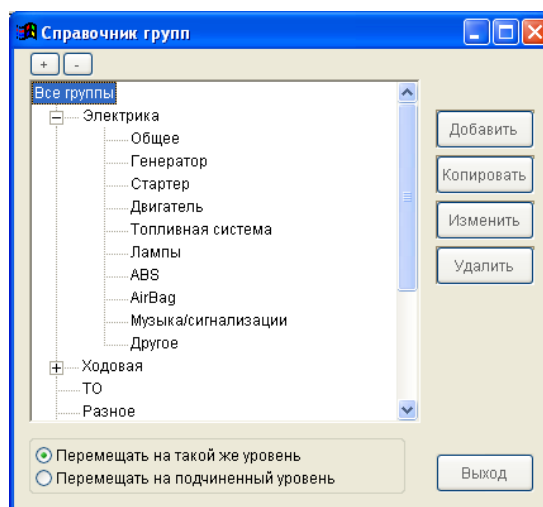 Справочник групп
+ -
Все группы
Электрика
Общее
Генератор
Стартер
Двигатель
Топливная система
Лампы
ABS
AirBag
Музыка/сигнализации
Другое
Ходовая
ТО
Разное
Добавить
Копировать
Изменить
Удалить
Перемещать на такой же уровень
Перемещать на подчиненный уровень
Выход